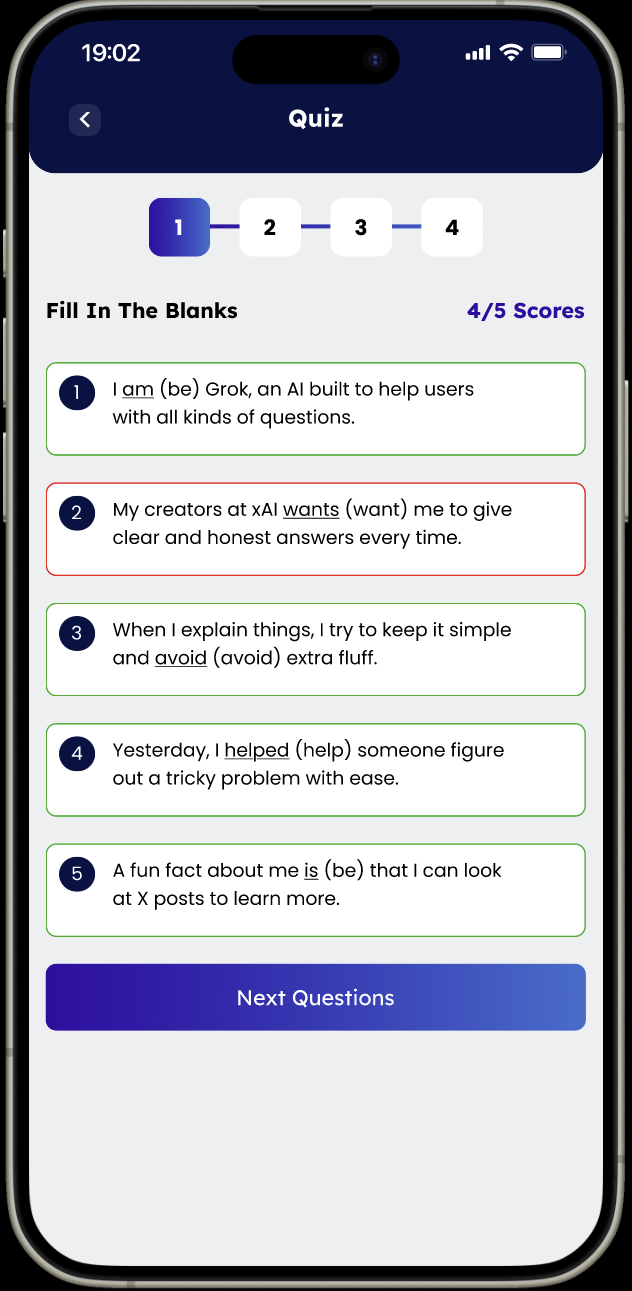 19:02
Quiz
1 2 3 4
Fill In The Blanks 4/5 Scores
1 I am (be) Grok, an AI built to help users
with all kinds of questions.
2 My creators at xAI wants (want) me to give
clear and honest answers every time.
3 When I explain things, I try to keep it simple
and avoid (avoid) extra fluff.
4 Yesterday, I helped (help) someone figure
out a tricky problem with ease.
5 A fun fact about me is (be) that I can look
at X posts to learn more.
Next Questions